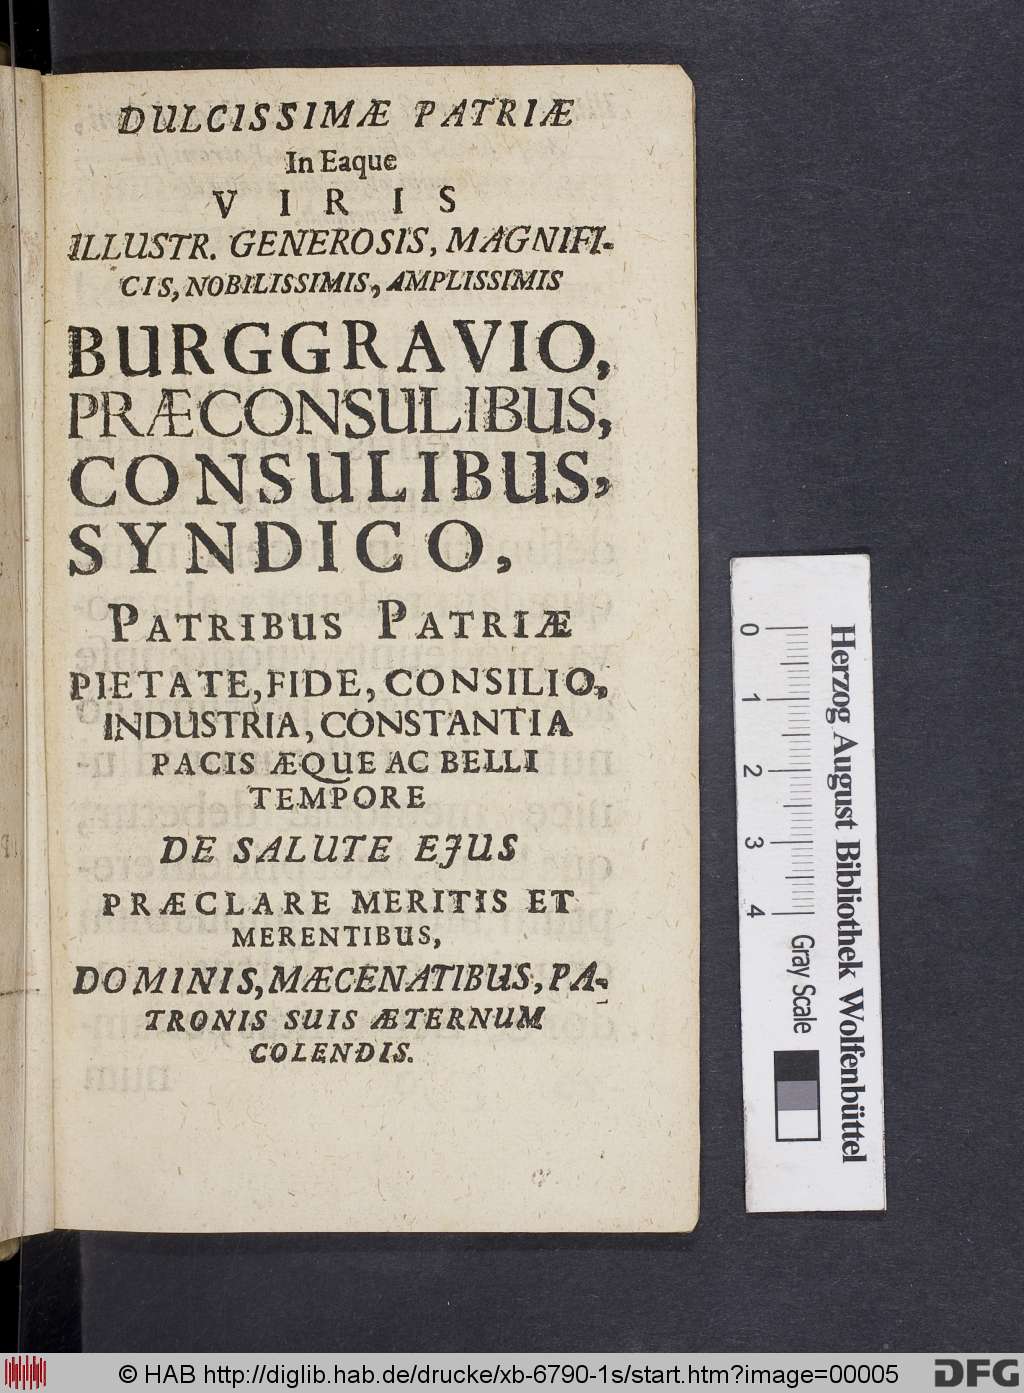 DULCISSIMÆ PATRIÆ
In Eaque
VIRIS
ILLUSTR. GENEROSIS, MAGNIFI-
CIS, NOBILISSIMIS, AMPLISSIMIS
BURGGRAVIO,
PRÆCONSULIBUS,
CONSULIBUS,
SYNDICO,
PATRIBUS PATRIÆ
PIETATE, FIDE, CONSILIO,
INDUSTRIA, CONSTANTIA
PACIS ÆQUE AC BELLI
TEMPORE
DE SALUTE EJUS
PRÆCLARE MERITIS ET
MERENTIBUS,
DOMINIS, MÆCENATIBUS, PA-
TRONIS SUIS ÆTERNUM
COLENDIS.
0 1 2 3 4
Herzog August Bibliothek Wolfenbüttel
Gray Scale
© HAB http://diglib.hab.de/drucke/xb-6790-1s/start.htm?image=00005
DFG